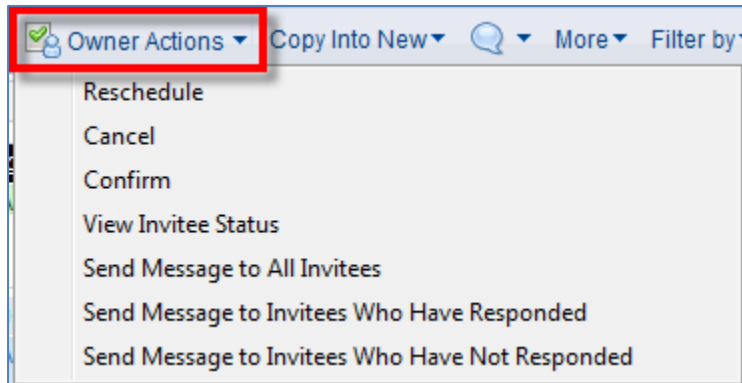 Owner Actions Copy Into New More Filter by
Reschedule
Cancel
Confirm
View Invitee Status
Send Message to All Invitees
Send Message to Invitees Who Have Responded
Send Message to Invitees Who Have Not Responded